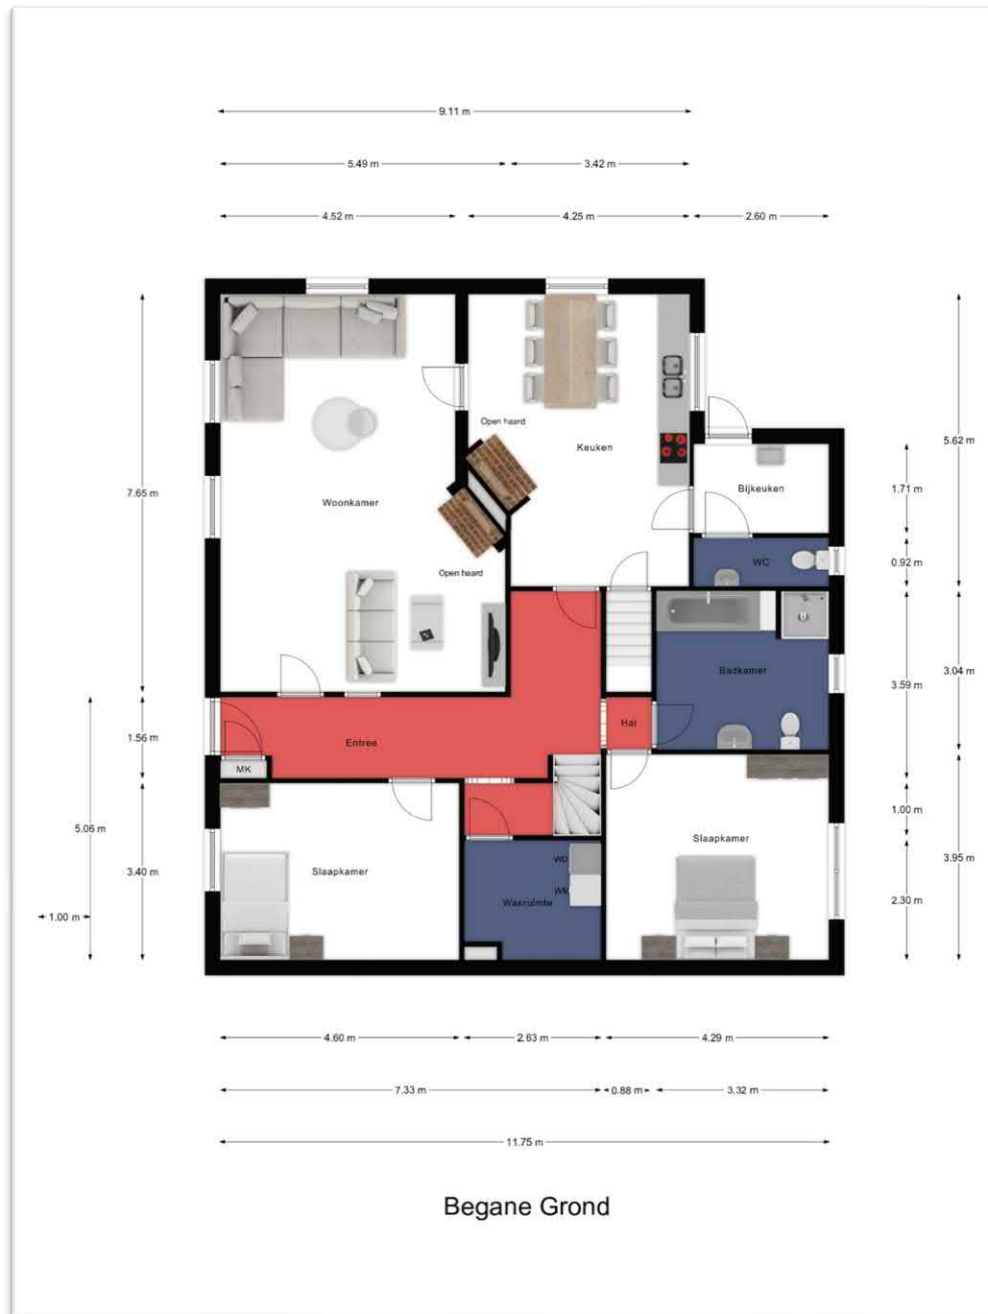 9.11 m
5.49 m
3.42 m
4.52 m
4.25 m
2.60 m
Open haard
Keuken
5.62 m
Bijkeuken
1.71 m
7.65 m
Woonkamer
WC
0.92 m
Open haard
Badkamer
3.59 m
3.04 m
Hal
1.56 m
Entree
MK
1.00 m
5.06 m
Slaapkamer
3.95 m
WD
3.40 m
Slaapkamer
WM
Wasruimte
2.30 m
1.00 m
4.60 m
2.63 m
4.29 m
7.33 m
0.88 m
3.32 m
11.75 m
Begane Grond